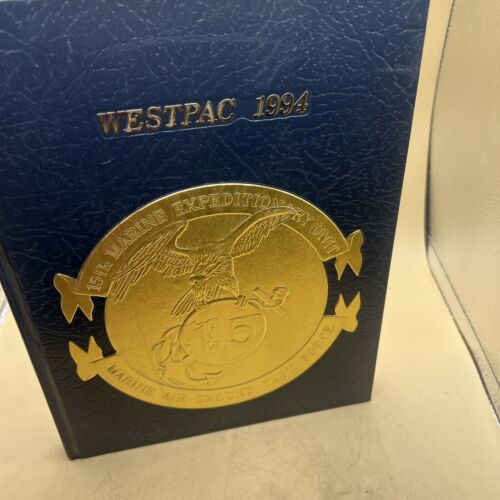 WESTPAC 1994
15th MARINE EXPEDITIONARY UNIT
15
MARINE AIR GROUND TASK FORCE